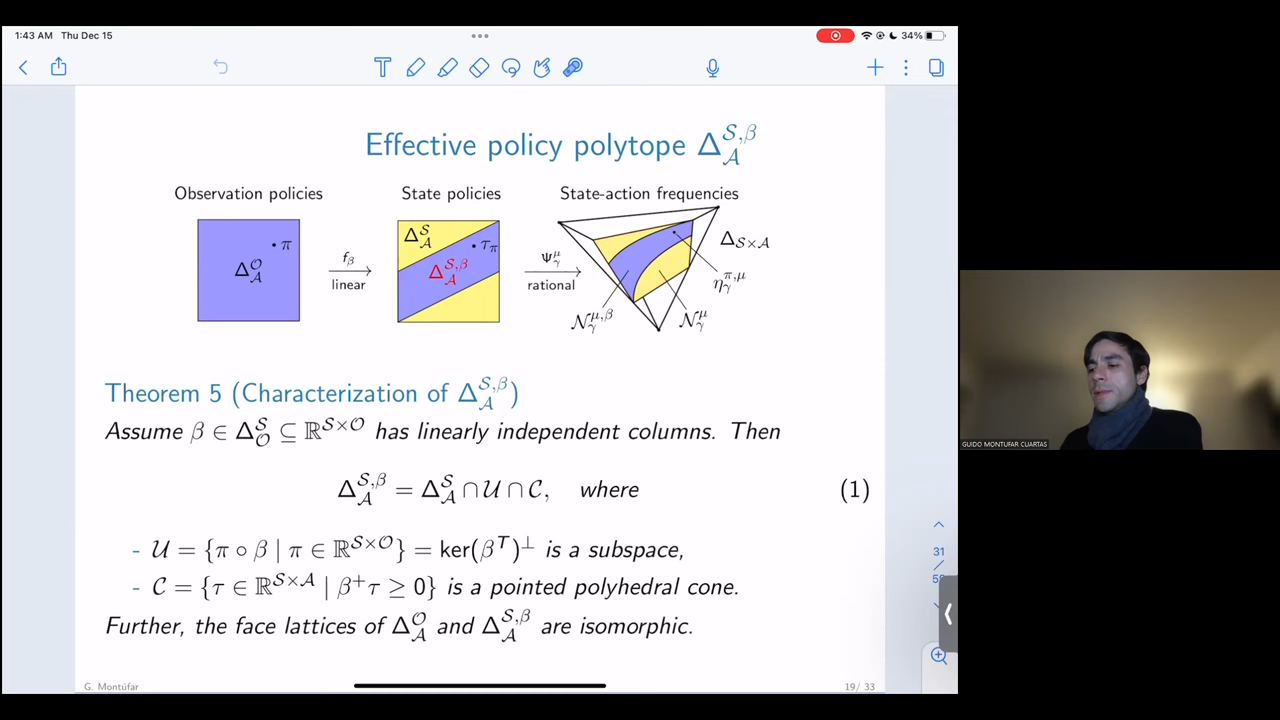 1:43 AM Thu Dec 15
34%
Effective policy polytope Δ_𝒜^{𝒮,β}
Observation policies State policies State-action frequencies
π Δ_𝒜^𝒪
f_β
linear
Δ_𝒜^𝒮 τ_π Δ_𝒜^{𝒮,β}
Ψ_γ^μ
rational
Δ_{𝒮×𝒜}
η_γ^{π,μ}
𝒩_γ^{μ,β} 𝒩_γ^μ
Theorem 5 (Characterization of Δ_𝒜^{𝒮,β})
Assume β ∈ Δ_𝒪^𝒮 ⊆ ℝ^{𝒮×𝒪} has linearly independent columns. Then
Δ_𝒜^{𝒮,β} = Δ_𝒜^𝒮 ∩ 𝒰 ∩ 𝒞, where (1)
- 𝒰 = {π ∘ β | π ∈ ℝ^{𝒮×𝒪}} = ker(β^T)^⊥ is a subspace,
- 𝒞 = {τ ∈ ℝ^{𝒮×𝒜} | β^+τ ≥ 0} is a pointed polyhedral cone.
Further, the face lattices of Δ_𝒜^𝒪 and Δ_𝒜^{𝒮,β} are isomorphic.
G. Montúfar 19/ 33
31
/
GUIDO MONTUFAR CUARTAS